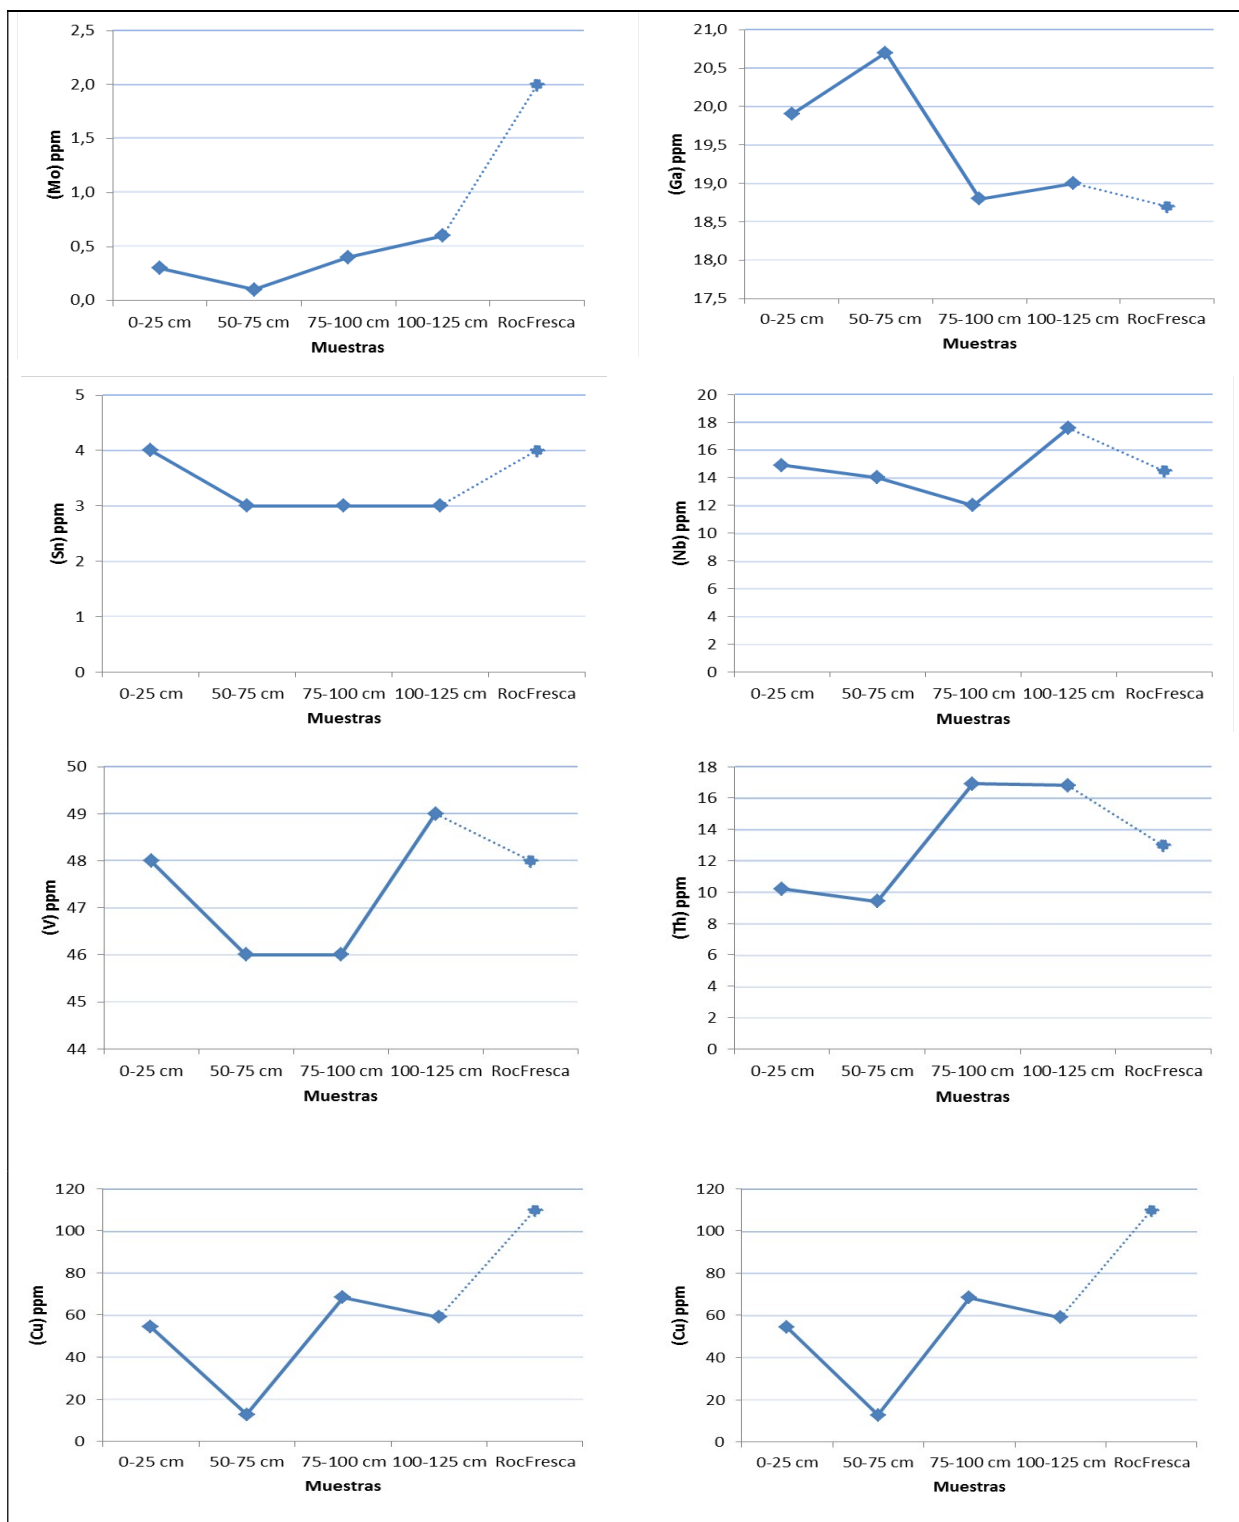 (Mo) ppm
2,5
2,0
1,5
1,0
0,5
0,0
0-25 cm 50-75 cm 75-100 cm 100-125 cm RocFresca
Muestras
(Ga) ppm
21,0
20,5
20,0
19,5
19,0
18,5
18,0
17,5
0-25 cm 50-75 cm 75-100 cm 100-125 cm RocFresca
Muestras
(Sn) ppm
5
4
3
2
1
0
0-25 cm 50-75 cm 75-100 cm 100-125 cm RocFresca
Muestras
(Nb) ppm
20
18
16
14
12
10
8
6
4
2
0
0-25 cm 50-75 cm 75-100 cm 100-125 cm RocFresca
Muestras
(V) ppm
50
49
48
47
46
45
44
0-25 cm 50-75 cm 75-100 cm 100-125 cm RocFresca
Muestras
(Th) ppm
18
16
14
12
10
8
6
4
2
0
0-25 cm 50-75 cm 75-100 cm 100-125 cm RocFresca
Muestras
(Cu) ppm
120
100
80
60
40
20
0
0-25 cm 50-75 cm 75-100 cm 100-125 cm RocFresca
Muestras
(Cu) ppm
120
100
80
60
40
20
0
0-25 cm 50-75 cm 75-100 cm 100-125 cm RocFresca
Muestras